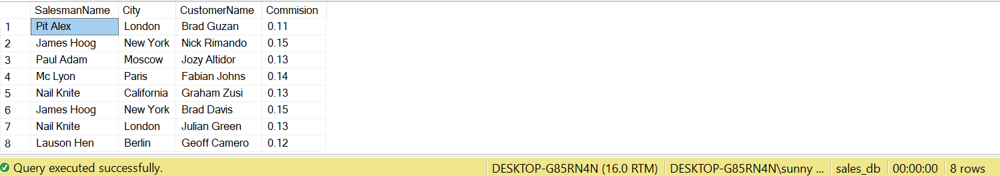 SalesmanName City CustomerName Commision
1 Pit Alex London Brad Guzan 0.11
2 James Hoog New York Nick Rimando 0.15
3 Paul Adam Moscow Jozy Altidor 0.13
4 Mc Lyon Paris Fabian Johns 0.14
5 Nail Knite California Graham Zusi 0.13
6 James Hoog New York Brad Davis 0.15
7 Nail Knite London Julian Green 0.13
8 Lauson Hen Berlin Geoff Camero 0.12
Query executed successfully. DESKTOP-G85RN4N (16.0 RTM) DESKTOP-G85RN4N\sunny ... sales_db 00:00:00 8 rows